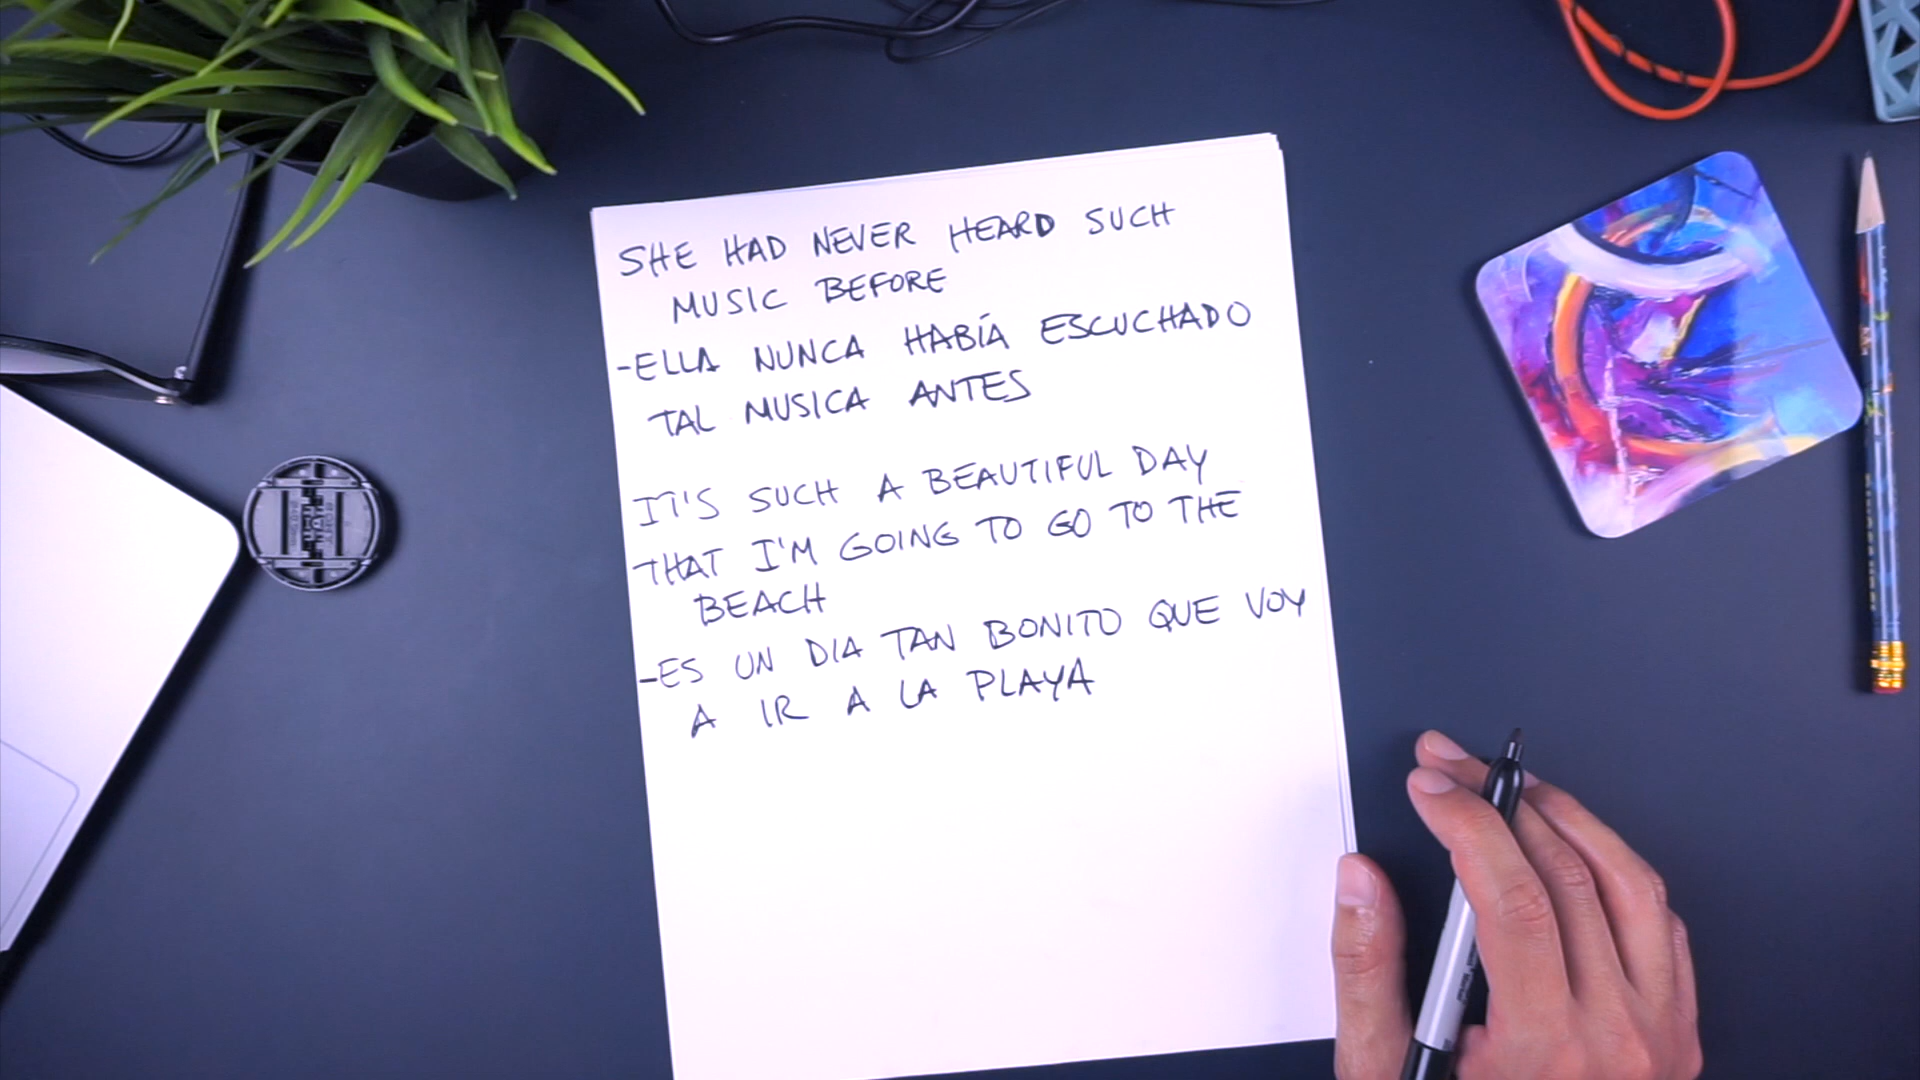 SHE HAD NEVER HEARD SUCH
MUSIC BEFORE
-ELLA NUNCA HABÍA ESCUCHADO
TAL MUSICA ANTES
IT'S SUCH A BEAUTIFUL DAY
THAT I'M GOING TO GO TO THE
BEACH
-ES UN DIA TAN BONITO QUE VOY
A IR A LA PLAYA